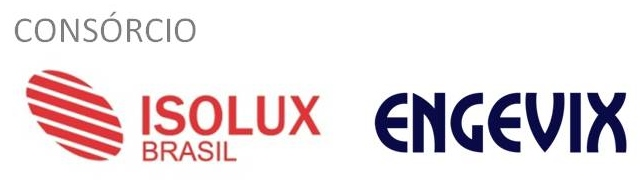 CONSÓRCIO
ISOLUX
BRASIL
ENGEVIX